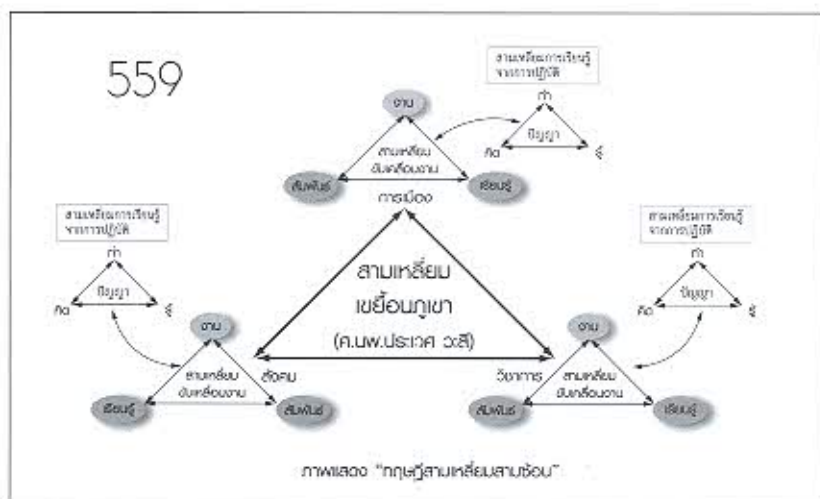 559
สามเหลี่ยมการเรียนรู้
จากการปฏิบัติ
ทำ
ปัญญา
คิด
รู้
งาน
สามเหลี่ยม
ขับเคลื่อนงาน
สัมพันธ์
เรียนรู้
การเมือง
สามเหลี่ยมการเรียนรู้
จากการปฏิบัติ
ทำ
ปัญญา
คิด
รู้
สามเหลี่ยมการเรียนรู้
จากการปฏิบัติ
ทำ
ปัญญา
คิด
รู้
สามเหลี่ยม
เขยื้อนภูเขา
(ศ.นพ.ประเวศ วะสี)
งาน
สังคม
สามเหลี่ยม
ขับเคลื่อนงาน
เรียนรู้
สัมพันธ์
งาน
วิชาการ
สามเหลี่ยม
ขับเคลื่อนงาน
สัมพันธ์
เรียนรู้
ภาพแสดง "ทฤษฎีสามเหลี่ยมสามซ้อน"